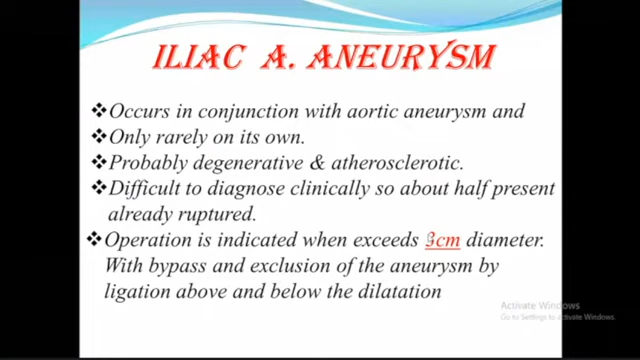 ILIAC A. ANEURYSM
❖Occurs in conjunction with aortic aneurysm and
❖Only rarely on its own.
❖Probably degenerative & atherosclerotic.
❖Difficult to diagnose clinically so about half present
already ruptured.
❖Operation is indicated when exceeds 3cm diameter.
With bypass and exclusion of the aneurysm by
ligation above and below the dilatation
Activate Windows
Go to Settings to activate Windows.